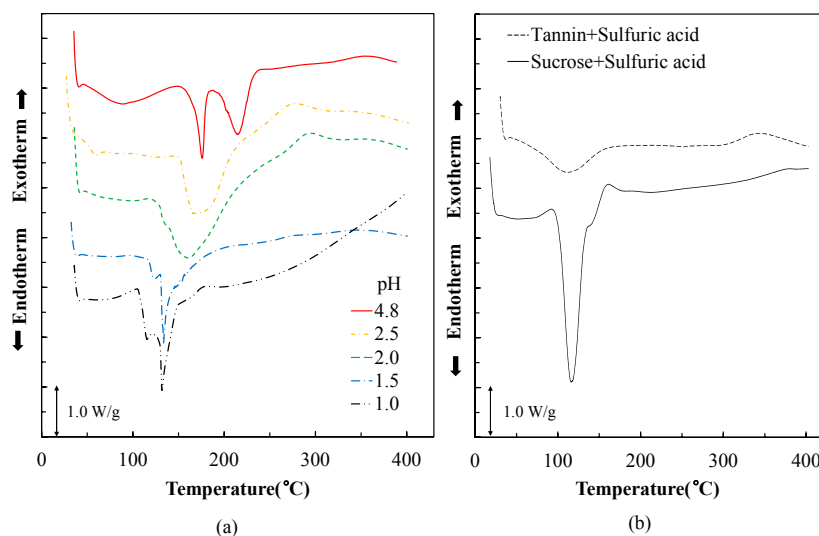 Endotherm Exotherm
pH
4.8
2.5
2.0
1.5
1.0
1.0 W/g
0 100 200 300 400
Temperature(℃)
(a)
Tannin+Sulfuric acid
Sucrose+Sulfuric acid
Endotherm Exotherm
1.0 W/g
0 100 200 300 400
Temperature(℃)
(b)